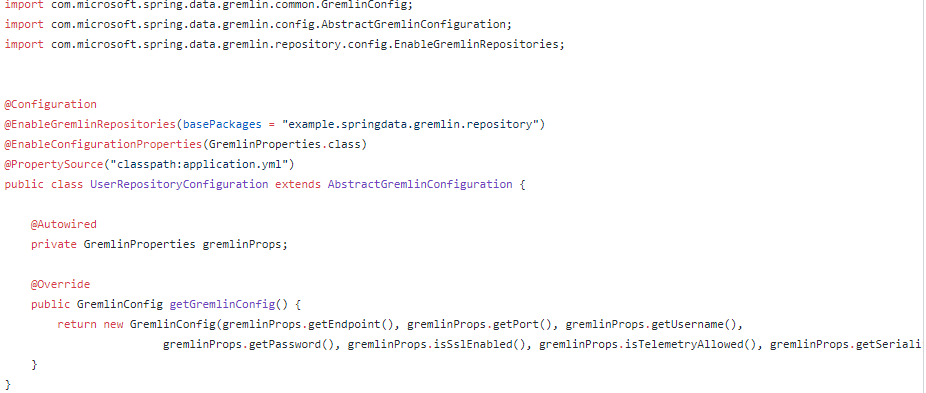 import com.microsoft.spring.data.gremlin.common.GremlinConfig;
import com.microsoft.spring.data.gremlin.config.AbstractGremlinConfiguration;
import com.microsoft.spring.data.gremlin.repository.config.EnableGremlinRepositories;
@Configuration
@EnableGremlinRepositories(basePackages = "example.springdata.gremlin.repository")
@EnableConfigurationProperties(GremlinProperties.class)
@PropertySource("classpath:application.yml")
public class UserRepositoryConfiguration extends AbstractGremlinConfiguration {
@Autowired
private GremlinProperties gremlinProps;
@Override
public GremlinConfig getGremlinConfig() {
return new GremlinConfig(gremlinProps.getEndpoint(), gremlinProps.getPort(), gremlinProps.getUsername(),
gremlinProps.getPassword(), gremlinProps.isSslEnabled(), gremlinProps.isTelemetryAllowed(), gremlinProps.getSeriali
}
}